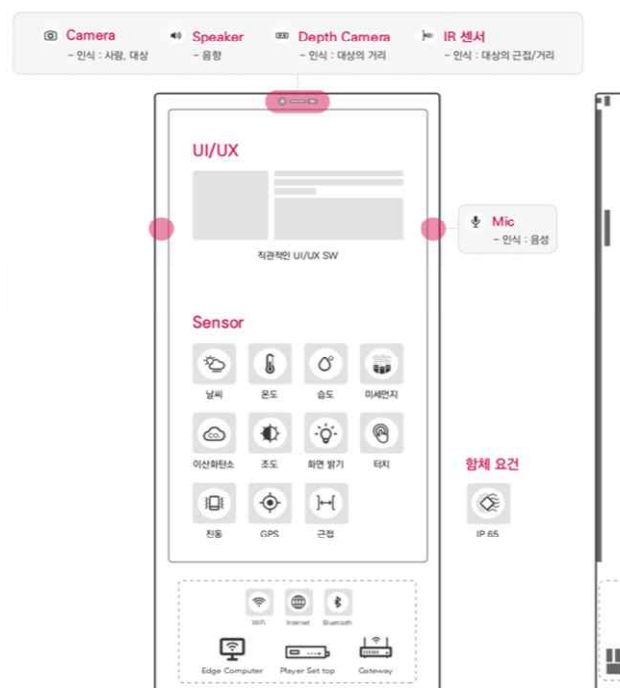 Camera
- 인식 : 사람, 대상
Speaker
- 음향
Depth Camera
- 인식 : 대상의 거리
IR 센서
- 인식 : 대상의 근접/거리
UI/UX
직관적인 UI/UX SW
Mic
- 인식 : 음성
Sensor
날씨
온도
습도
미세먼지
CO₂
이산화탄소
조도
화면 밝기
터치
진동
GPS
근접
함체 요건
IP 65
WiFi
Internet
Bluetooth
Edge Computer
Player Set top
Gateway